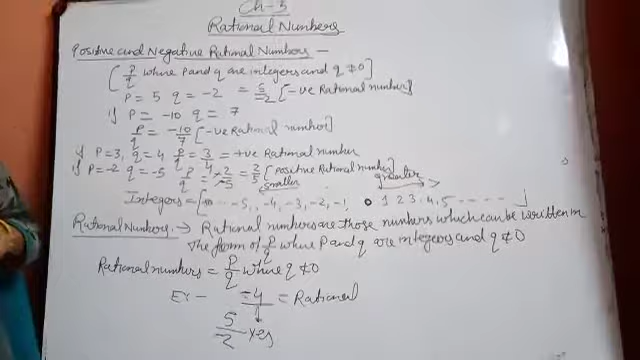 Ch-3
Rational Numbers
Positive and Negative Rational Numbers —
[p/q where p and q are integers and q ≠ 0]
P = 5 q = -2 = 5/-2 [-ve Rational number]
if P = -10 q = 7
p/q = -10/7 [-ve Rational number]
if P=3, q=4 p/q = 3/4 = +ve Rational number
if P=-2 q=-5 p/q = -2/-5 = 2/5 [Positive Rational number]
smaller greater
Integers = [ ... -5, -4, -3, -2, -1, 0 1 2 3 4, 5 ..... ]
Rational Numbers → Rational numbers are those numbers which can be written in
the form of p/q where p and q are integers and q ≠ 0
Rational numbers = p/q where q ≠ 0
Ex:- -4/1 = Rational
5/2 Yes